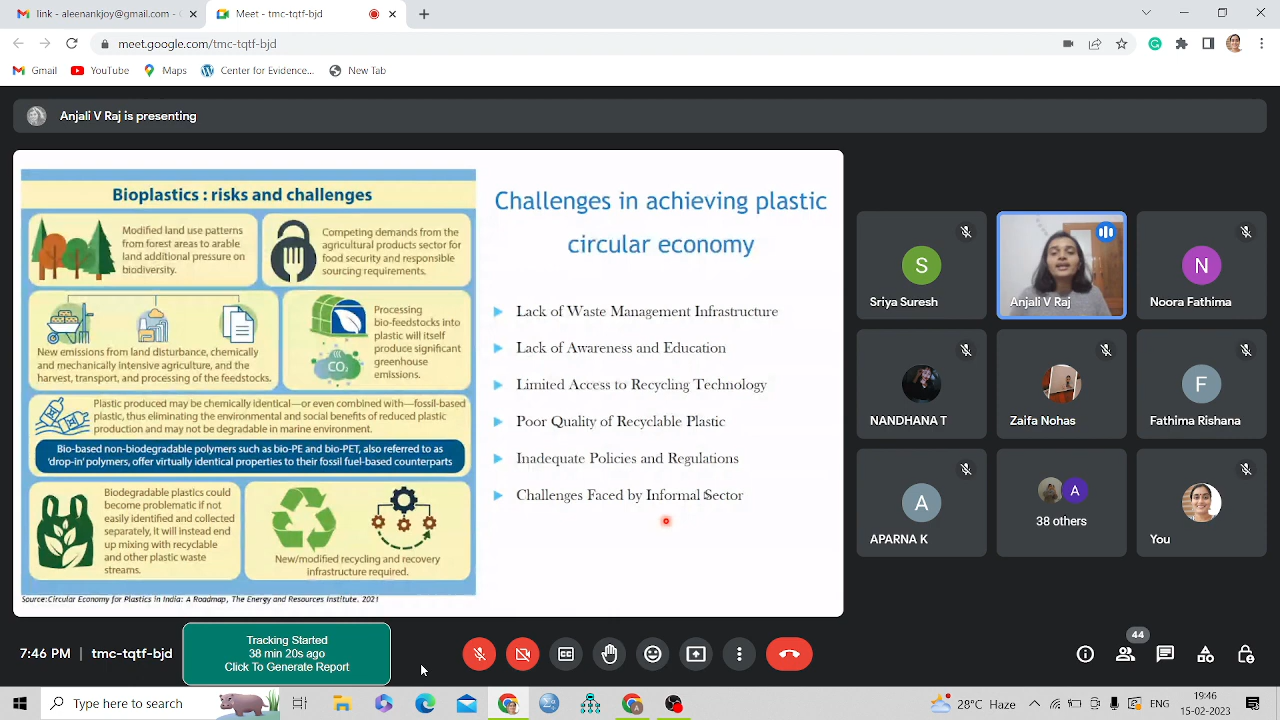 link - aleenankjoy@gmail.com -
Meet - tmc-tqtf-bjd
meet.google.com/tmc-tqtf-bjd
Gmail
YouTube
Maps
Center for Evidence...
New Tab
Anjali V Raj is presenting
Bioplastics : risks and challenges
Modified land use patterns
from forest areas to arable
land additional pressure on
biodiversity.
Competing demands from the
agricultural products sector for
food security and responsible
sourcing requirements.
New emissions from land disturbance, chemically
and mechanically intensive agriculture, and the
harvest, transport, and processing of the feedstocks.
CO₂
Processing
bio-feedstocks into
plastic will itself
produce significant
greenhouse
emissions.
Plastic produced may be chemically identical—or even combined with—fossil-based
plastic, thus eliminating the environmental and social benefits of reduced plastic
production and may not be degradable in marine environment.
Bio-based non-biodegradable polymers such as bio-PE and bio-PET, also referred to as
'drop-in' polymers, offer virtually identical properties to their fossil fuel-based counterparts
Biodegradable plastics could
become problematic if not
easily identified and collected
separately, it will instead end
up mixing with recyclable
and other plastic waste
streams.
New/modified recycling and recovery
infrastructure required.
Source:Circular Economy for Plastics in India: A Roadmap, The Energy and Resources Institute. 2021
Challenges in achieving plastic
circular economy
Lack of Waste Management Infrastructure
Lack of Awareness and Education
Limited Access to Recycling Technology
Poor Quality of Recyclable Plastic
Inadequate Policies and Regulations
Challenges Faced by Informal Sector
S
Sriya Suresh
Anjali V Raj
N
Noora Fathima
NANDHANA T
Zaifa Nohas
F
Fathima Rishana
A
APARNA K
A
38 others
You
7:46 PM | tmc-tqtf-bjd
Tracking Started
38 min 20s ago
Click To Generate Report
44
Type here to search
28°C Haze
19:46
15-02-2023